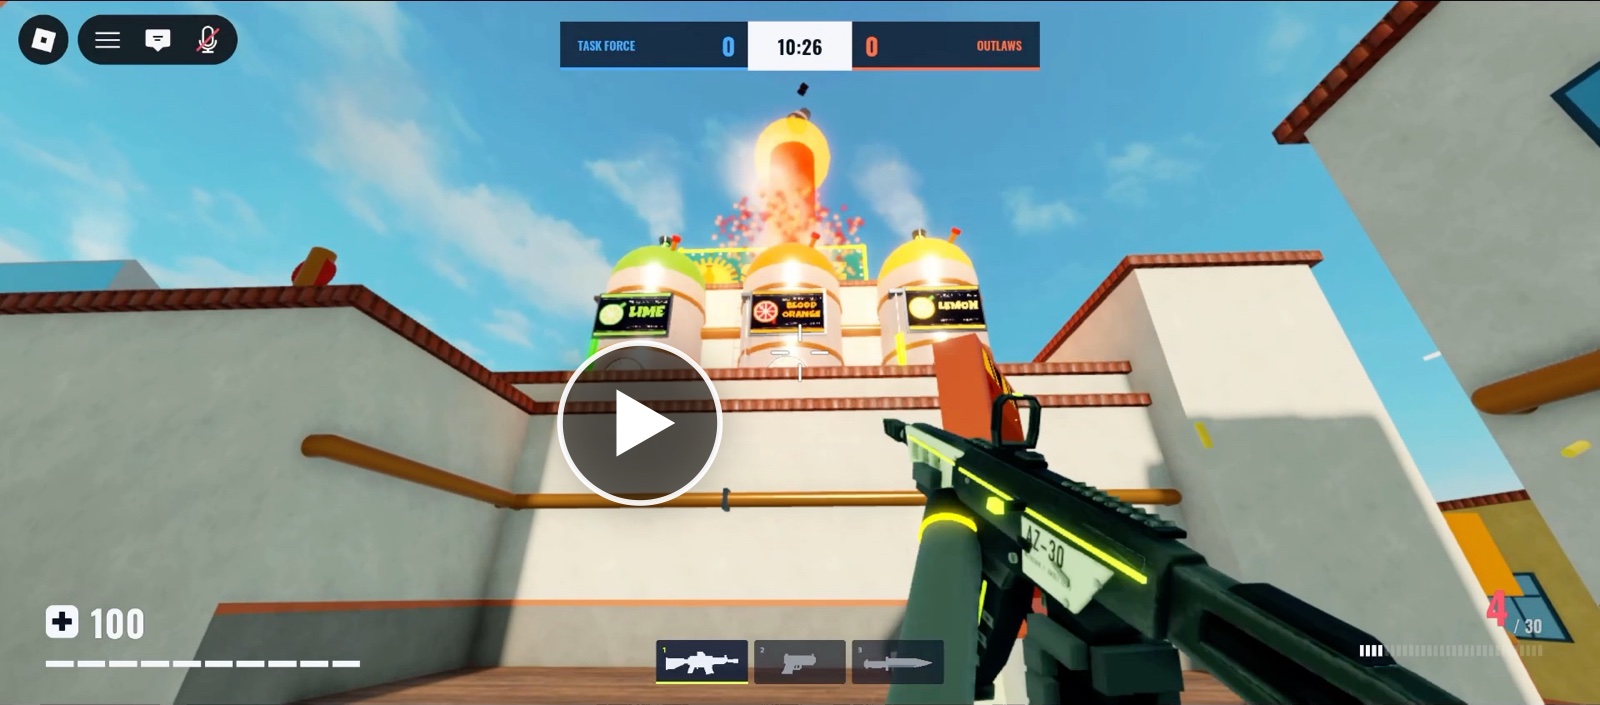 TASK FORCE 0 10:26 0 OUTLAWS
LIME
BLOOD
ORANGE
LEMON
AZ-30
100
1 2 3
4 / 30